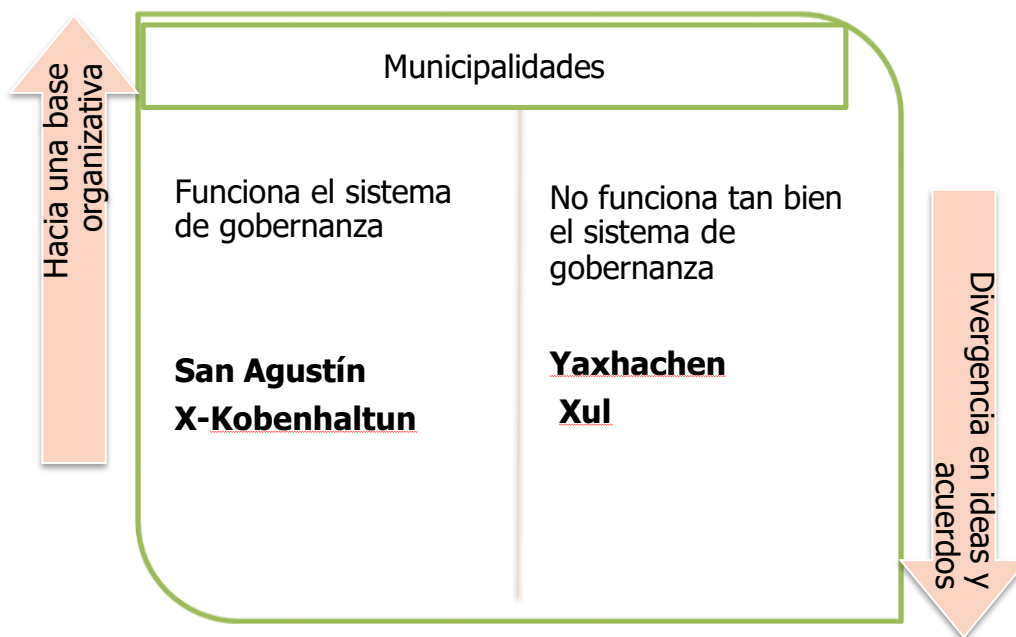 Hacia una base
organizativa
Municipalidades
Funciona el sistema
de gobernanza
San Agustín
X-Kobenhaltun
No funciona tan bien
el sistema de
gobernanza
Yaxhachen
Xul
Divergencia en ideas y
acuerdos